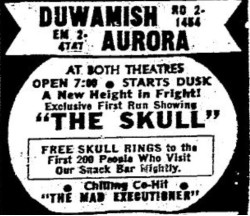 DUWAMISH RO 2-
1454
EM 2-
4747 AURORA
AT BOTH THEATRES
OPEN 7:00 • STARTS DUSK
A New Height in Fright!
Exclusive First Run Showing
"THE SKULL"
FREE SKULL RINGS to the
First 200 People Who Visit
Our Snack Bar Nightly.
• Chilling Co-Hit •
"THE MAD EXECUTIONER"